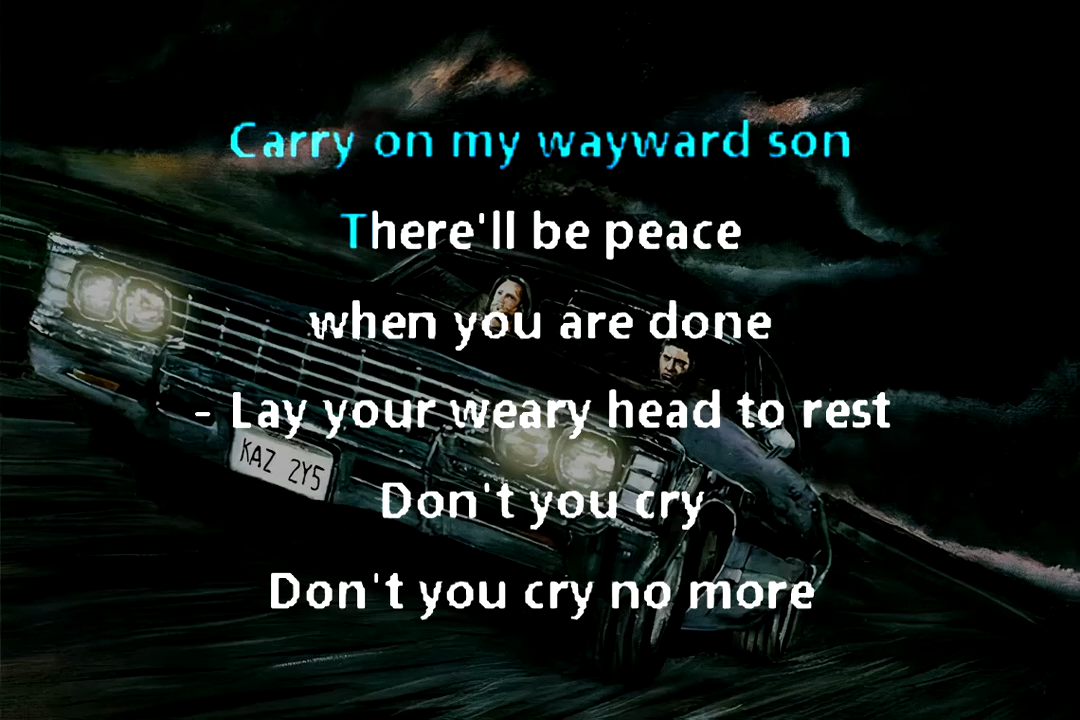 Carry on my wayward son
There'll be peace
when you are done
- Lay your weary head to rest
KAZ 2Y5
Don't you cry
Don't you cry no more